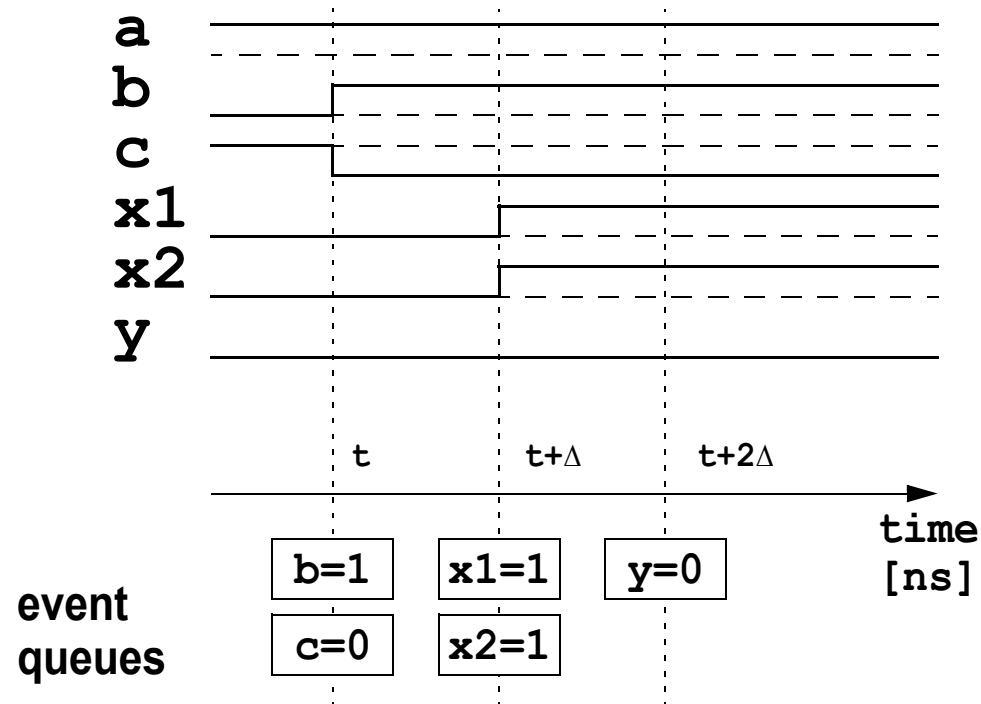 a
b
c
x1
x2
y
t
t+Δ
t+2Δ
time
[ns]
event
queues
b=1
x1=1
y=0
c=0
x2=1